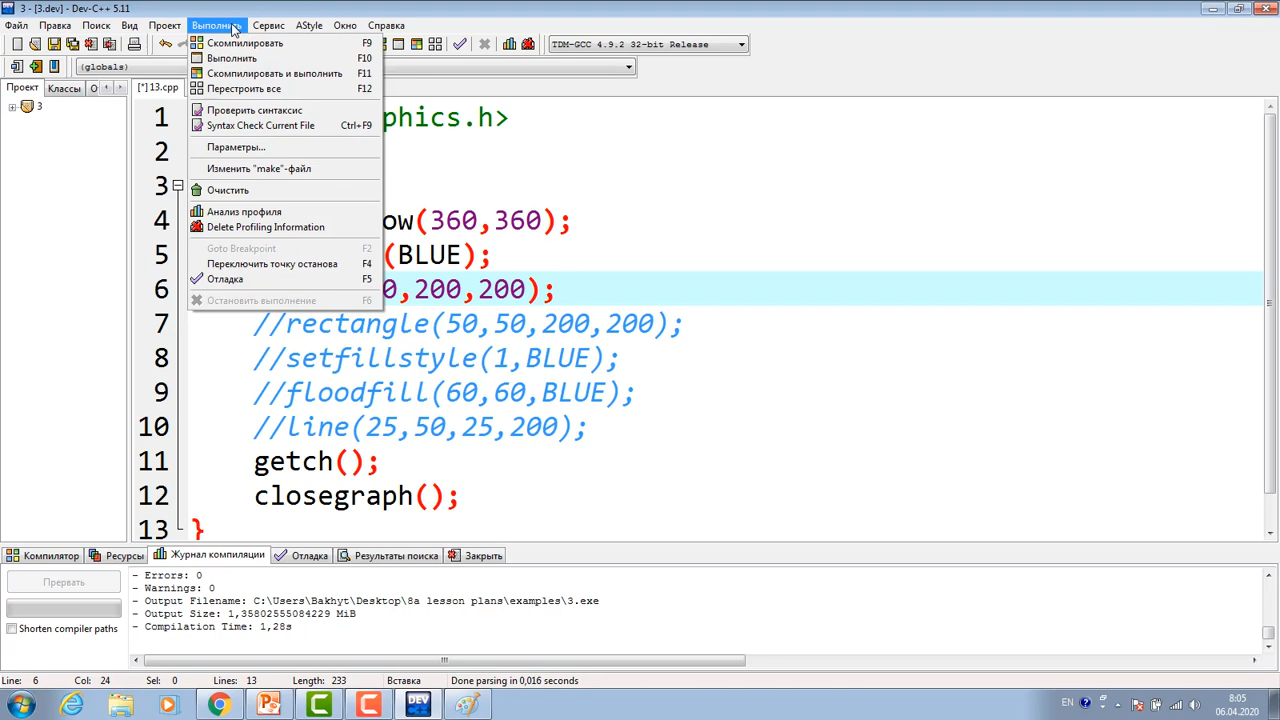 3 - [3.dev] - Dev-C++ 5.11
Файл Правка Поиск Вид Проект Выполнить Сервис AStyle Окно Справка
TDM-GCC 4.9.2 32-bit Release
(globals)
Проект Классы О
[*] 13.cpp
3
Скомпилировать F9
Выполнить F10
Скомпилировать и выполнить F11
Перестроить все F12
Проверить синтаксис
Syntax Check Current File Ctrl+F9
Параметры...
Изменить "make"-файл
Очистить
Анализ профиля
Delete Profiling Information
Goto Breakpoint F2
Переключить точку останова F4
Отладка F5
Остановить выполнение F6
1 phics.h>
2
3
4 ow(360,360);
5 (BLUE);
6 0,200,200);
7 //rectangle(50,50,200,200);
8 //setfillstyle(1,BLUE);
9 //floodfill(60,60,BLUE);
10 //line(25,50,25,200);
11 getch();
12 closegraph();
13 }
Компилятор Ресурсы Журнал компиляции Отладка Результаты поиска Закрыть
Прервать
Shorten compiler paths
- Errors: 0
- Warnings: 0
- Output Filename: C:\Users\Bakhyt\Desktop\8a lesson plans\examples\3.exe
- Output Size: 1,35802555084229 MiB
- Compilation Time: 1,28s
Line: 6 Col: 24 Sel: 0 Lines: 13 Length: 233 Вставка Done parsing in 0,016 seconds
EN
8:05
06.04.2020